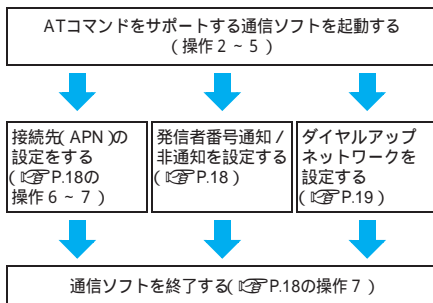 ATコマンドをサポートする通信ソフトを起動する
(操作2~5)
接続先(APN)の
設定をする
(☞P.18の
操作6~7)
発信者番号通知/
非通知を設定する
(☞P.18)
ダイヤルアップ
ネットワークを
設定する
(☞P.19)
通信ソフトを終了する(☞P.18の操作7)